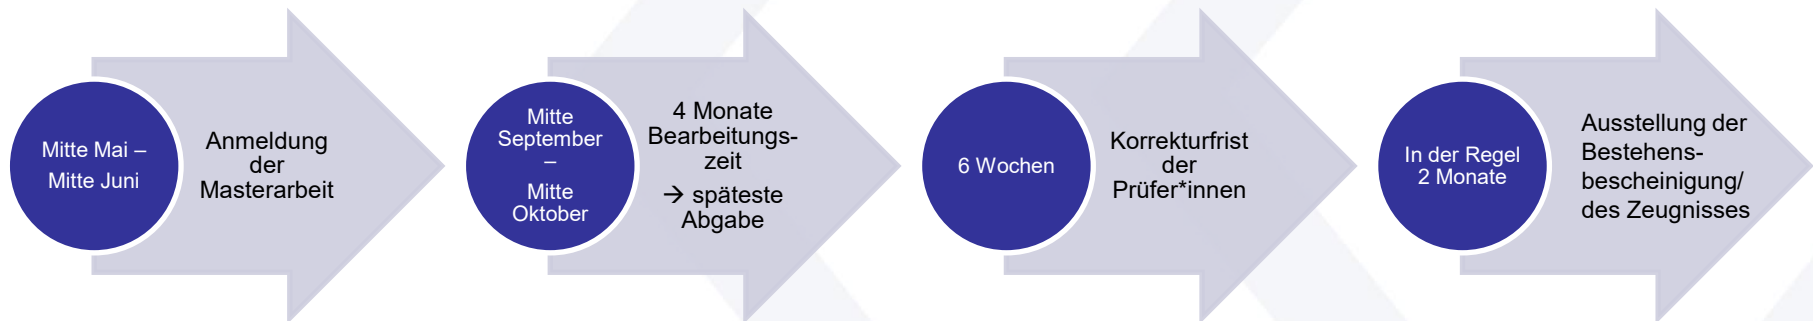 Mitte Mai –
Mitte Juni
Anmeldung
der
Masterarbeit
Mitte
September
–
Mitte
Oktober
4 Monate
Bearbeitungs-
zeit
→ späteste
Abgabe
6 Wochen
Korrekturfrist
der
Prüfer*innen
In der Regel
2 Monate
Ausstellung der
Bestehens-
bescheinigung/
des Zeugnisses